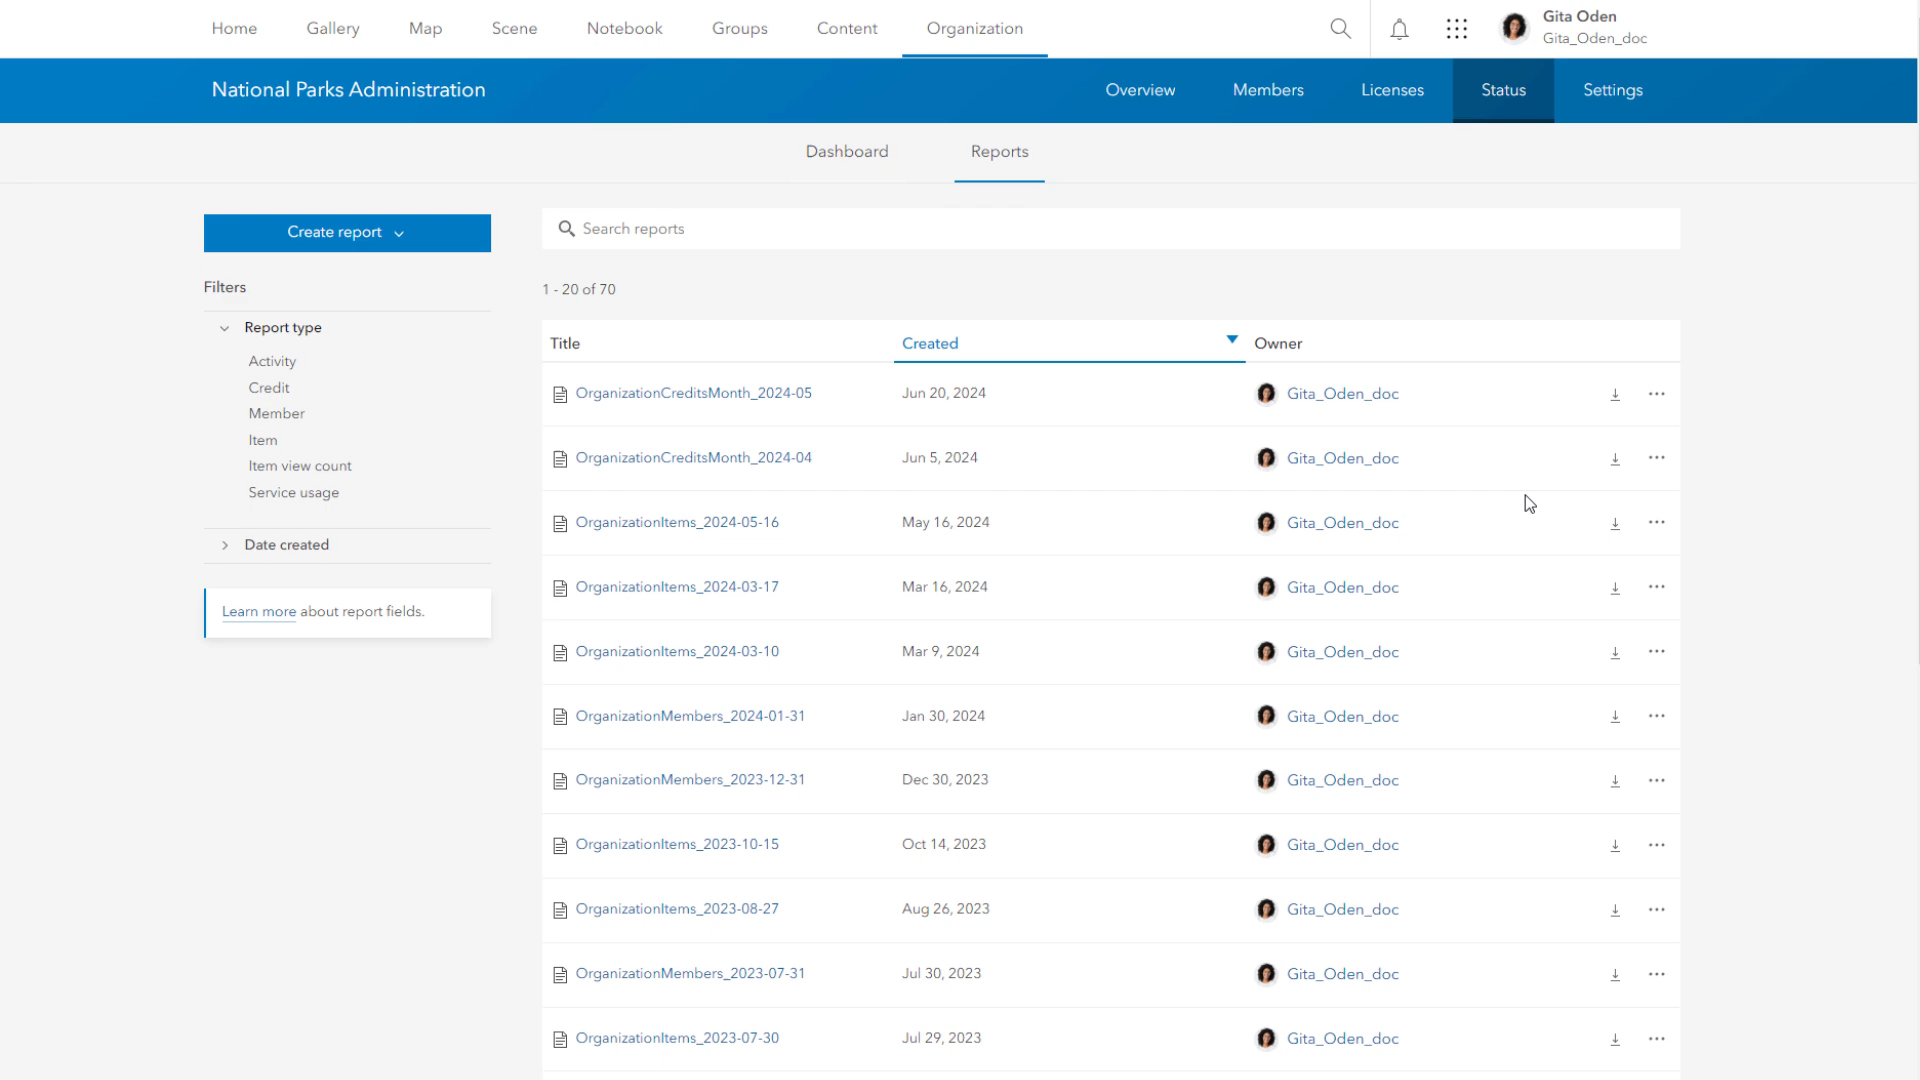 Home Gallery Map Scene Notebook Groups Content Organization
Gita Oden
Gita_Oden_doc
National Parks Administration
Overview Members Licenses Status Settings
Dashboard Reports
Create report
Search reports
Filters
1 - 20 of 70
Report type
Activity
Credit
Member
Item
Item view count
Service usage
Date created
Learn more about report fields.
Title Created Owner
OrganizationCreditsMonth_2024-05 Jun 20, 2024 Gita_Oden_doc
OrganizationCreditsMonth_2024-04 Jun 5, 2024 Gita_Oden_doc
OrganizationItems_2024-05-16 May 16, 2024 Gita_Oden_doc
OrganizationItems_2024-03-17 Mar 16, 2024 Gita_Oden_doc
OrganizationItems_2024-03-10 Mar 9, 2024 Gita_Oden_doc
OrganizationMembers_2024-01-31 Jan 30, 2024 Gita_Oden_doc
OrganizationMembers_2023-12-31 Dec 30, 2023 Gita_Oden_doc
OrganizationItems_2023-10-15 Oct 14, 2023 Gita_Oden_doc
OrganizationItems_2023-08-27 Aug 26, 2023 Gita_Oden_doc
OrganizationMembers_2023-07-31 Jul 30, 2023 Gita_Oden_doc
OrganizationItems_2023-07-30 Jul 29, 2023 Gita_Oden_doc